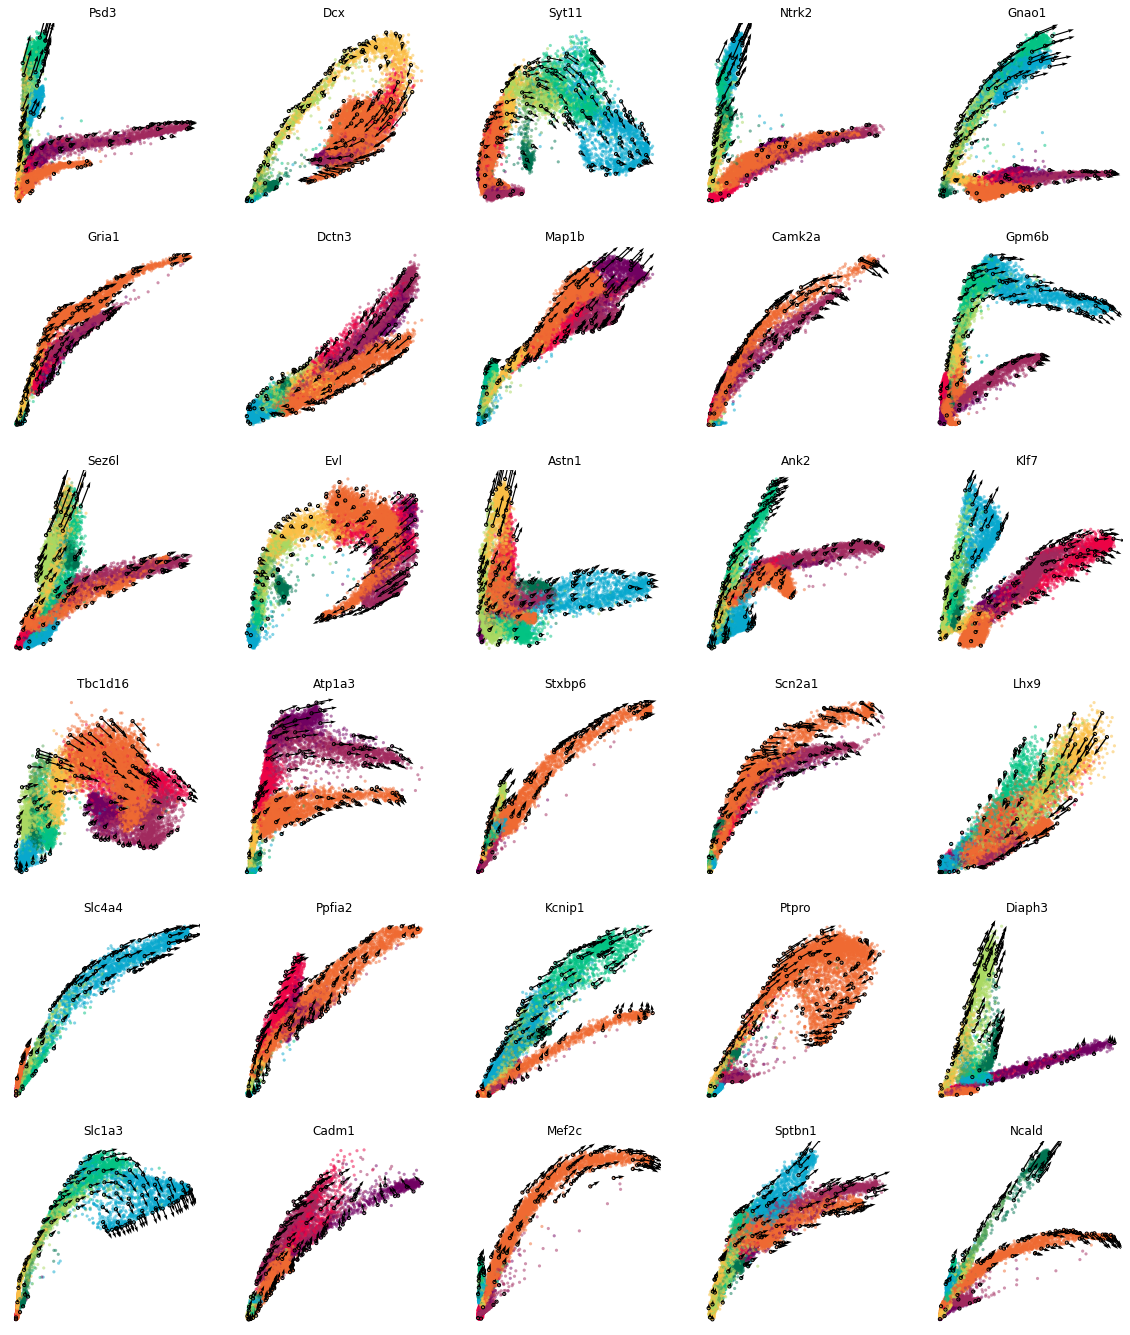 Psd3
Dcx
Syt11
Ntrk2
Gnao1
Gria1
Dctn3
Map1b
Camk2a
Gpm6b
Sez6l
Evl
Astn1
Ank2
Klf7
Tbc1d16
Atp1a3
Stxbp6
Scn2a1
Lhx9
Slc4a4
Ppfia2
Kcnip1
Ptpro
Diaph3
Slc1a3
Cadm1
Mef2c
Sptbn1
Ncald